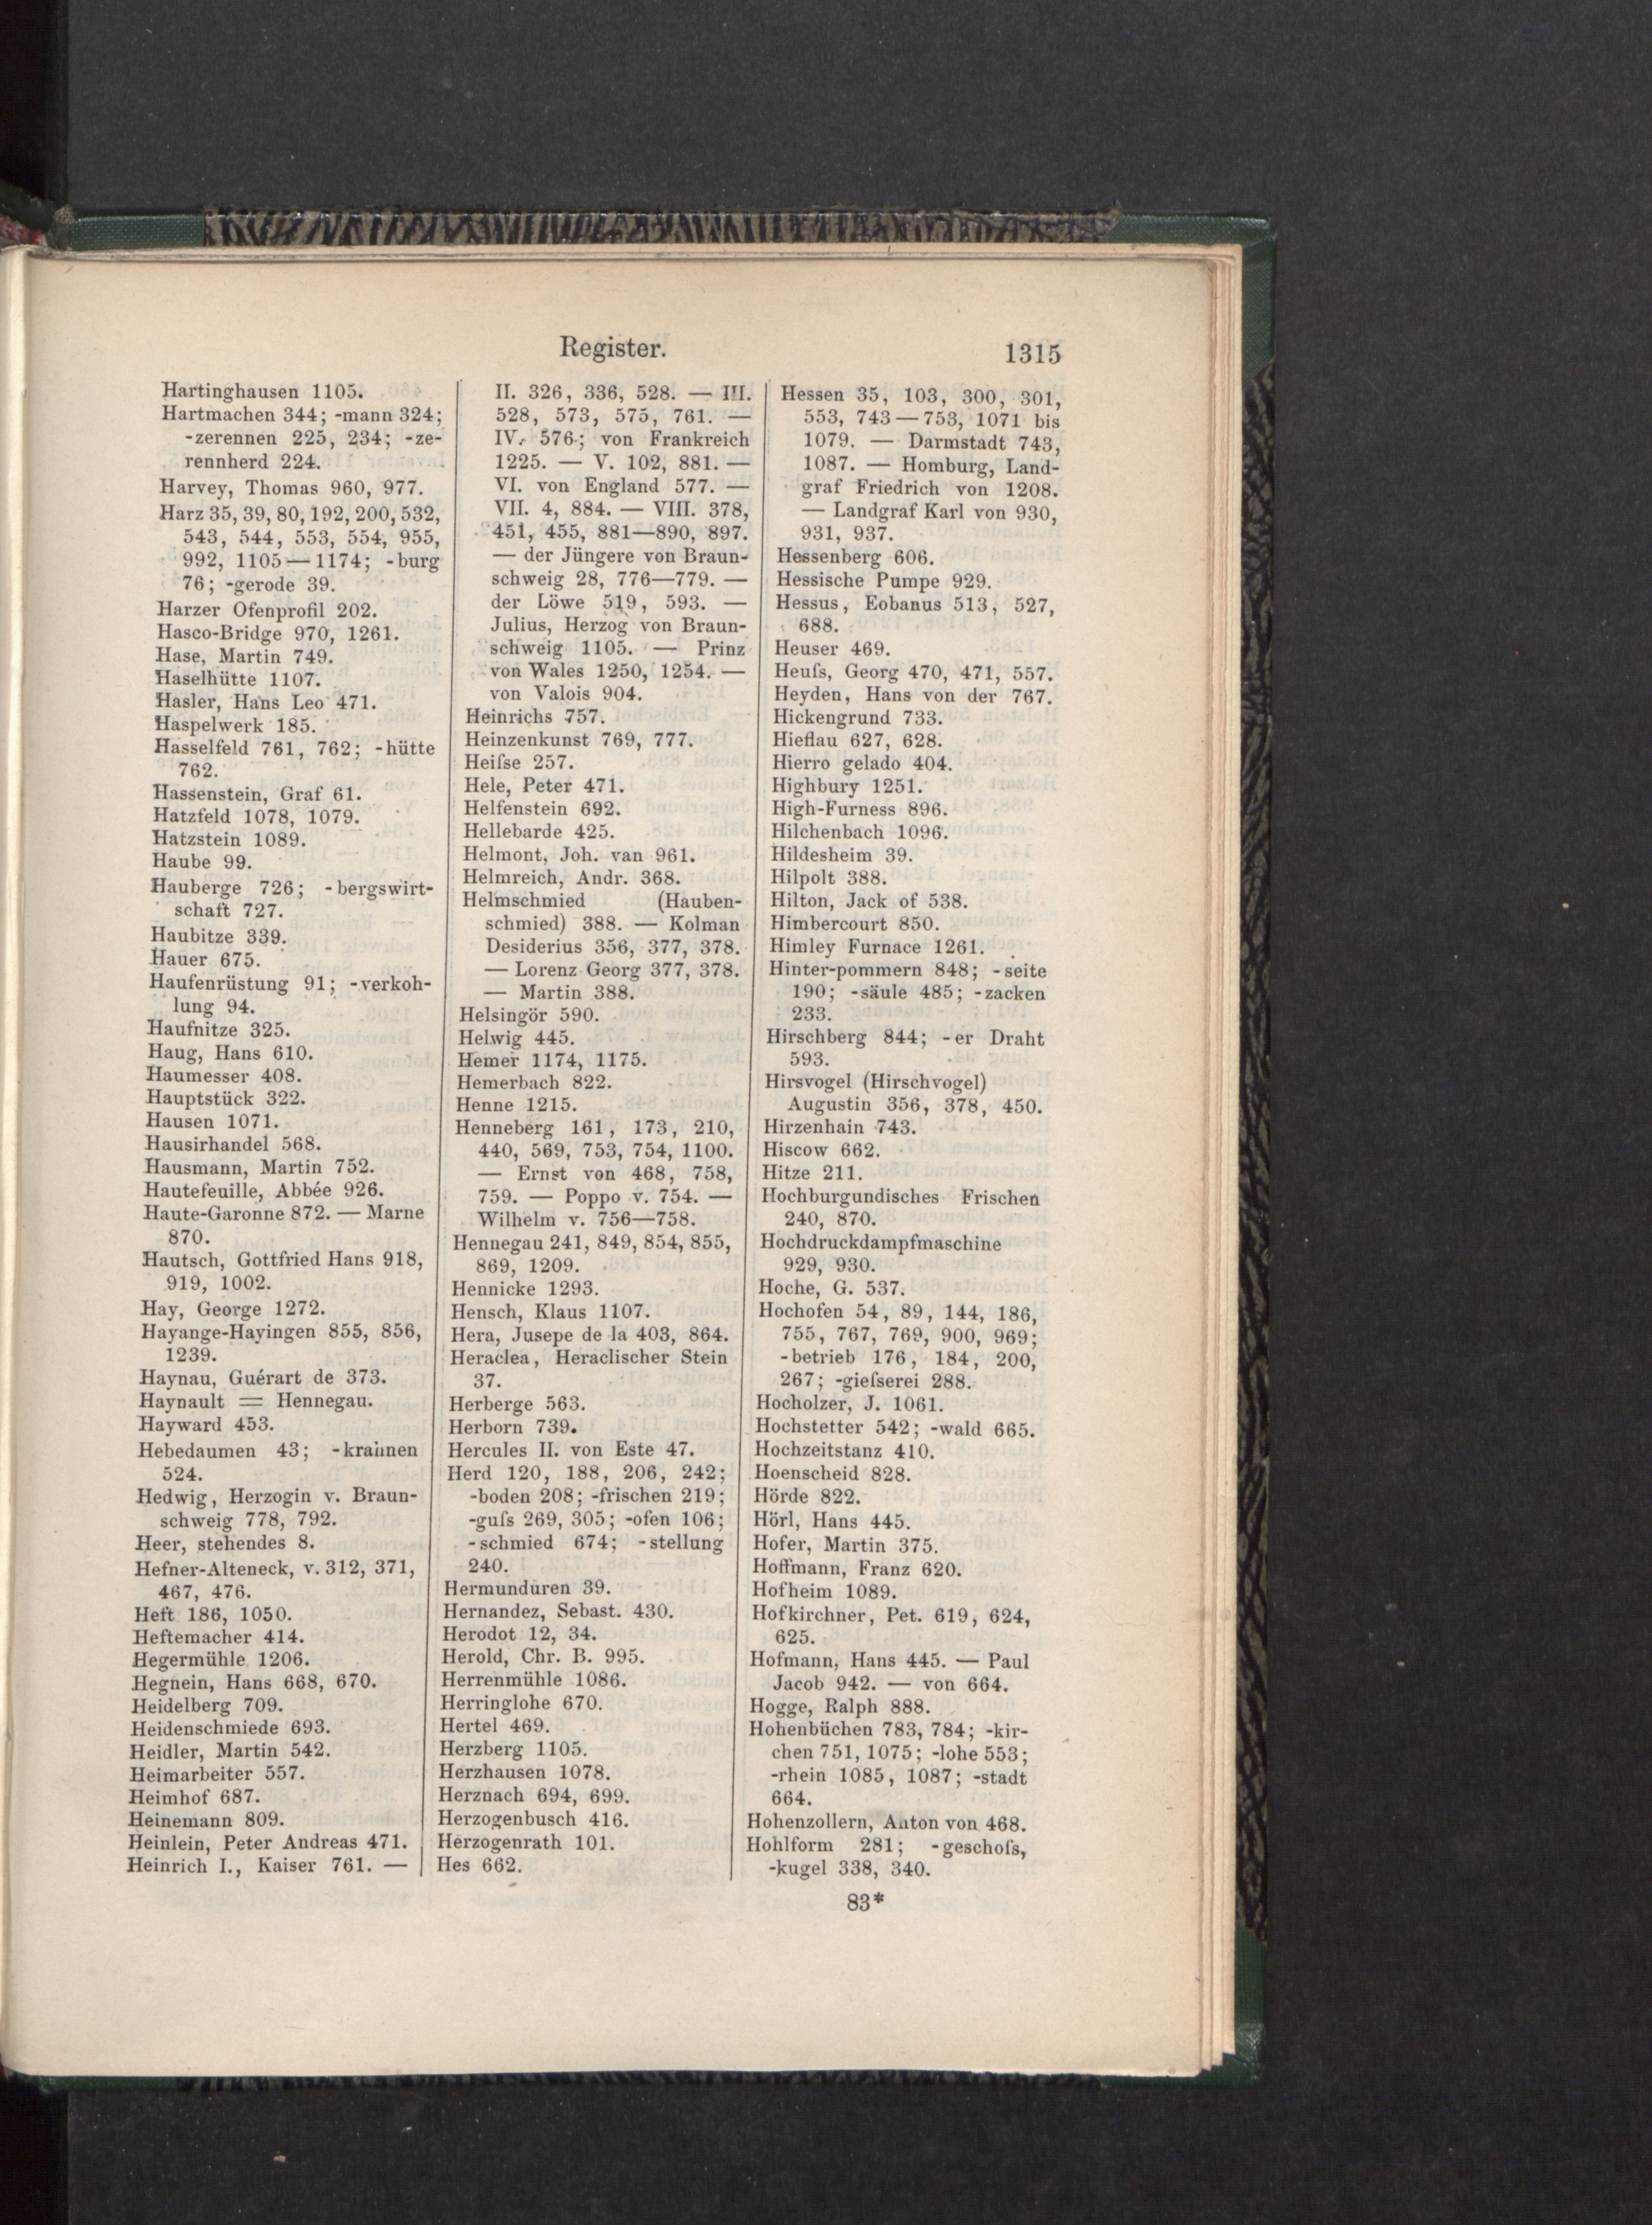 Register.
1315
Hartinghausen 1105.
Hartmachen 344; -mann 324;
-zerennen 225, 234; -ze-
rennherd 224.
Harvey, Thomas 960, 977.
Harz 35, 39, 80, 192, 200, 532,
543, 544, 553, 554, 955,
992, 1105—1174; -burg
76; -gerode 39.
Harzer Ofenprofil 202.
Hasco-Bridge 970, 1261.
Hase, Martin 749.
Haselhütte 1107.
Hasler, Hans Leo 471.
Haspelwerk 185.
Hasselfeld 761, 762; -hütte
762.
Hassenstein, Graf 61.
Hatzfeld 1078, 1079.
Hatzstein 1089.
Haube 99.
Hauberge 726; -bergswirt-
schaft 727.
Haubitze 339.
Hauer 675.
Haufenrüstung 91; -verkoh-
lung 94.
Haufnitze 325.
Haug, Hans 610.
Haumesser 408.
Hauptstück 322.
Hausen 1071.
Hausirhandel 568.
Hausmann, Martin 752.
Hautefeuille, Abbée 926.
Haute-Garonne 872. — Marne
870.
Hautsch, Gottfried Hans 918,
919, 1002.
Hay, George 1272.
Hayange-Hayingen 855, 856,
1239.
Haynau, Guérart de 373.
Haynault = Hennegau.
Hayward 453.
Hebedaumen 43; -krahnen
524.
Hedwig, Herzogin v. Braun-
schweig 778, 792.
Heer, stehendes 8.
Hefner-Alteneck, v. 312, 371,
467, 476.
Heft 186, 1050.
Heftemacher 414.
Hegermühle 1206.
Hegnein, Hans 668, 670.
Heidelberg 709.
Heidenschmiede 693.
Heidler, Martin 542.
Heimarbeiter 557.
Heimhof 687.
Heinemann 809.
Heinlein, Peter Andreas 471.
Heinrich I., Kaiser 761. —
II. 326, 336, 528. — III.
528, 573, 575, 761. —
IV. 576; von Frankreich
1225. — V. 102, 881. —
VI. von England 577. —
VII. 4, 884. — VIII. 378,
451, 455, 881—890, 897.
— der Jüngere von Braun-
schweig 28, 776—779. —
der Löwe 519, 593. —
Julius, Herzog von Braun-
schweig 1105. — Prinz
von Wales 1250, 1254. —
von Valois 904.
Heinrichs 757.
Heinzenkunst 769, 777.
Heiſse 257.
Hele, Peter 471.
Helfenstein 692.
Hellebarde 425.
Helmont, Joh. van 961.
Helmreich, Andr. 368.
Helmschmied (Hauben-
schmied) 388. — Kolman
Desiderius 356, 377, 378.
— Lorenz Georg 377, 378.
— Martin 388.
Helsingör 590.
Helwig 445.
Hemer 1174, 1175.
Hemerbach 822.
Henne 1215.
Henneberg 161, 173, 210,
440, 569, 753, 754, 1100.
— Ernst von 468, 758,
759. — Poppo v. 754. —
Wilhelm v. 756—758.
Hennegau 241, 849, 854, 855,
869, 1209.
Hennicke 1293.
Hensch, Klaus 1107.
Hera, Jusepe de la 403, 864.
Heraclea, Heraclischer Stein
37.
Herberge 563.
Herborn 739.
Hercules II. von Este 47.
Herd 120, 188, 206, 242;
-boden 208; -frischen 219;
-guſs 269, 305; -ofen 106;
-schmied 674; -stellung
240.
Hermunduren 39.
Hernandez, Sebast. 430.
Herodot 12, 34.
Herold, Chr. B. 995.
Herrenmühle 1086.
Herringlohe 670.
Hertel 469.
Herzberg 1105.
Herzhausen 1078.
Herznach 694, 699.
Herzogenbusch 416.
Herzogenrath 101.
Hes 662.
Hessen 35, 103, 300, 301,
553, 743—753, 1071 bis
1079. — Darmstadt 743,
1087. — Homburg, Land-
graf Friedrich von 1208.
— Landgraf Karl von 930,
931, 937.
Hessenberg 606.
Hessische Pumpe 929.
Hessus, Eobanus 513, 527,
688.
Heuser 469.
Heuſs, Georg 470, 471, 557.
Heyden, Hans von der 767.
Hickengrund 733.
Hieflau 627, 628.
Hierro gelado 404.
Highbury 1251.
High-Furness 896.
Hilchenbach 1096.
Hildesheim 39.
Hilpolt 388.
Hilton, Jack of 538.
Himbercourt 850.
Himley Furnace 1261.
Hinter-pommern 848; -seite
190; -säule 485; -zacken
233.
Hirschberg 844; -er Draht
593.
Hirsvogel (Hirschvogel)
Augustin 356, 378, 450.
Hirzenhain 743.
Hiscow 662.
Hitze 211.
Hochburgundisches Frischen
240, 870.
Hochdruckdampfmaschine
929, 930.
Hoche, G. 537.
Hochofen 54, 89, 144, 186,
755, 767, 769, 900, 969;
-betrieb 176, 184, 200,
267; -gieſserei 288.
Hocholzer, J. 1061.
Hochstetter 542; -wald 665.
Hochzeitstanz 410.
Hoenscheid 828.
Hörde 822.
Hörl, Hans 445.
Hofer, Martin 375.
Hoffmann, Franz 620.
Hofheim 1089.
Hofkirchner, Pet. 619, 624,
625.
Hofmann, Hans 445. — Paul
Jacob 942. — von 664.
Hogge, Ralph 888.
Hohenbüchen 783, 784; -kir-
chen 751, 1075; -lohe 553;
-rhein 1085, 1087; -stadt
664.
Hohenzollern, Anton von 468.
Hohlform 281; -geschoſs,
-kugel 338, 340.
83*